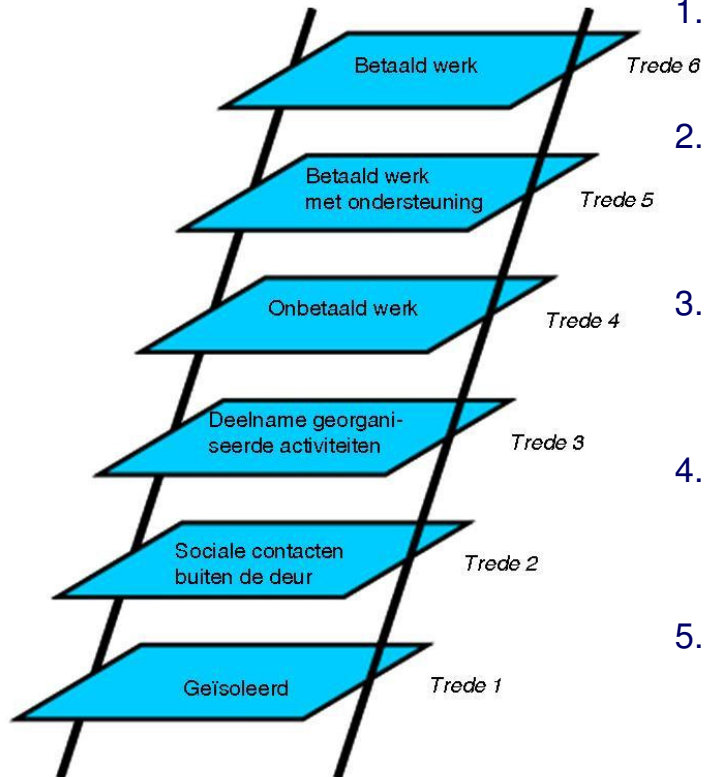 1.
Betaald werk
Trede 6
2.
Betaald werk
met ondersteuning
Trede 5
3.
Onbetaald werk
Trede 4
Deelname georgani-
seerde activiteiten
Trede 3
4.
Sociale contacten
buiten de deur
Trede 2
5.
Geïsoleerd
Trede 1